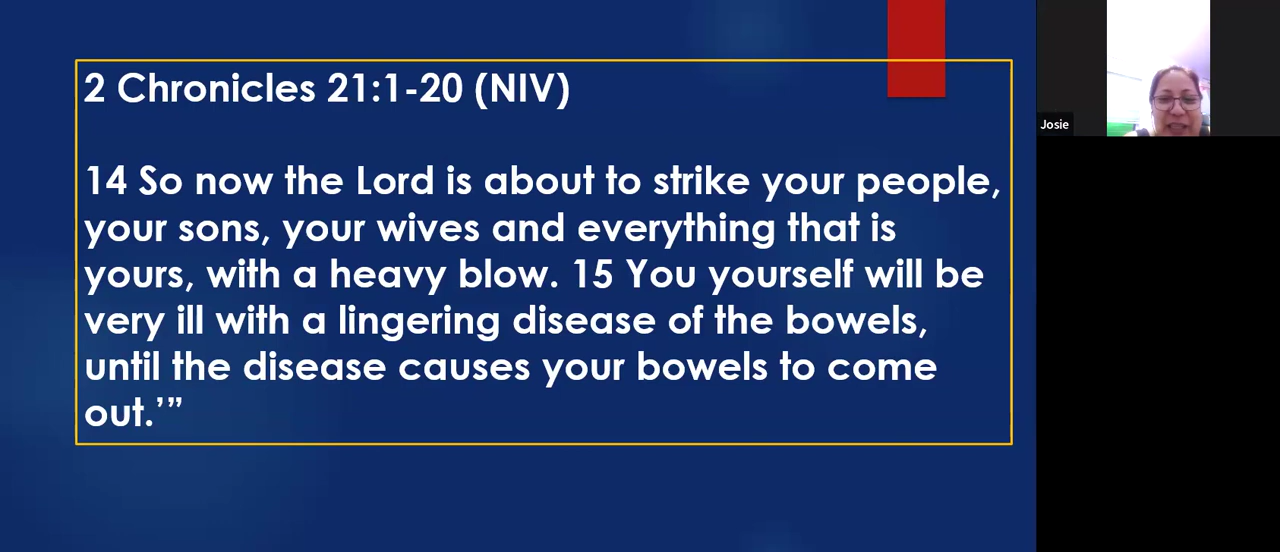 2 Chronicles 21:1-20 (NIV)
14 So now the Lord is about to strike your people,
your sons, your wives and everything that is
yours, with a heavy blow. 15 You yourself will be
very ill with a lingering disease of the bowels,
until the disease causes your bowels to come
out.’”
Josie